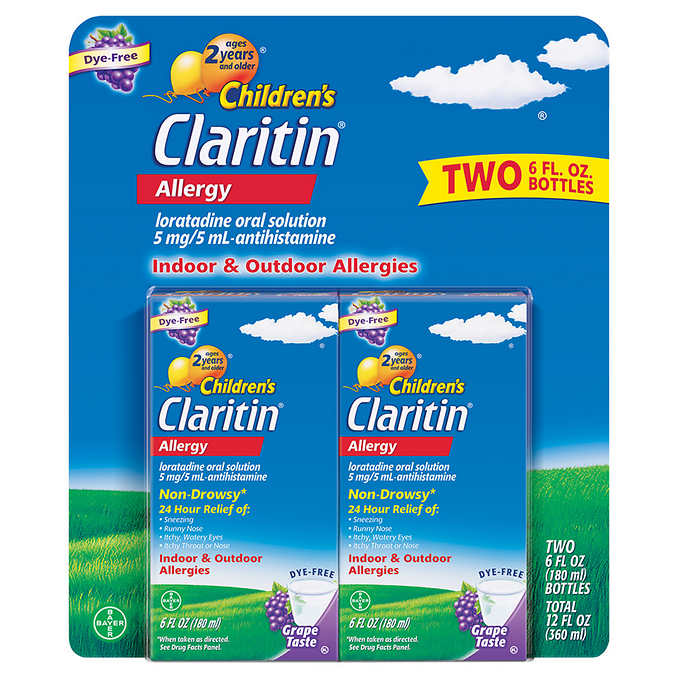 Dye-Free
ages
2 years
and older
®
Children's
Claritin®
Allergy
loratadine oral solution
5 mg/5 mL-antihistamine
Indoor & Outdoor Allergies
®
TWO 6 FL. OZ.
BOTTLES
Dye-Free
ages
2 years
and older
®
Children's
Claritin®
Allergy
loratadine oral solution
5 mg/5 mL-antihistamine
Non-Drowsy*
24 Hour Relief of:
• Sneezing
• Runny Nose
• Itchy, Watery Eyes
• Itchy Throat or Nose
Indoor & Outdoor
Allergies
DYE-FREE
BAYER
6 FL OZ (180 ml)
*When taken as directed.
See Drug Facts Panel.
Grape
Taste
Dye-Free
ages
2 years
and older
®
Children's
Claritin®
Allergy
loratadine oral solution
5 mg/5 mL-antihistamine
Non-Drowsy*
24 Hour Relief of:
• Sneezing
• Runny Nose
• Itchy, Watery Eyes
• Itchy Throat or Nose
Indoor & Outdoor
Allergies
DYE-FREE
BAYER
6 FL OZ (180 ml)
*When taken as directed.
See Drug Facts Panel.
Grape
Taste
BAYER
TWO
6 FL OZ
(180 ml)
BOTTLES
TOTAL
12 FL OZ
(360 ml)